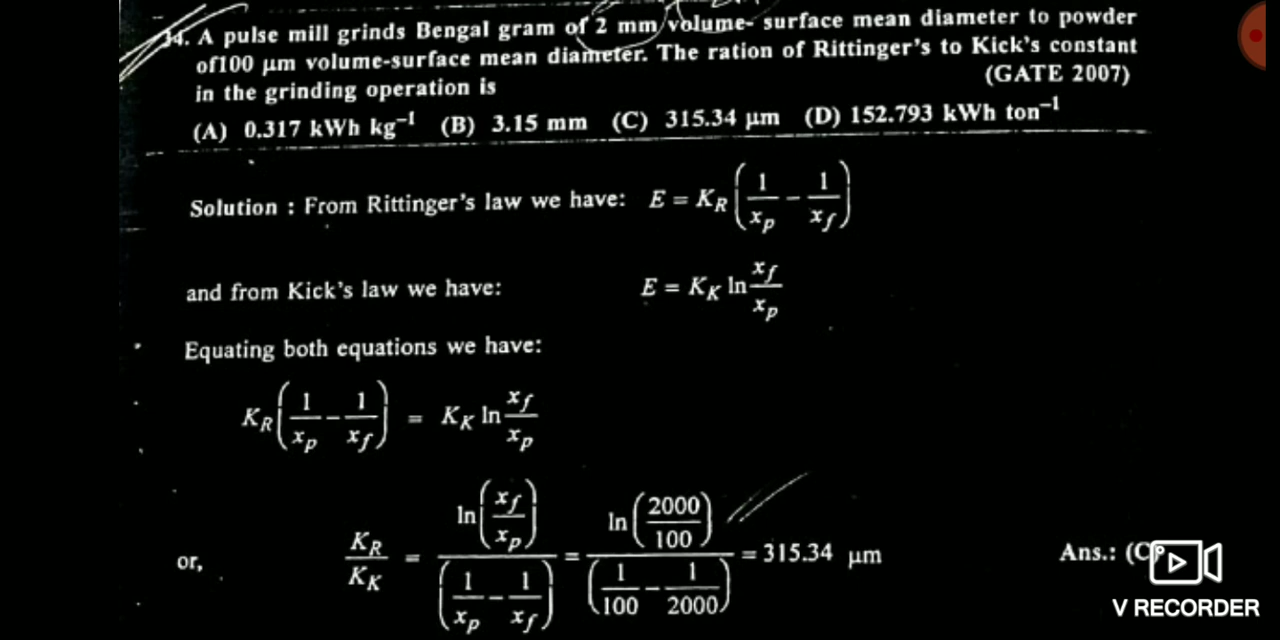 34. A pulse mill grinds Bengal gram of 2 mm volume- surface mean diameter to powder
of100 μm volume-surface mean diameter. The ration of Rittinger's to Kick's constant
in the grinding operation is (GATE 2007)
(A) 0.317 kWh kg⁻¹ (B) 3.15 mm (C) 315.34 μm (D) 152.793 kWh ton⁻¹
Solution : From Rittinger's law we have: E = K_R (1/x_p − 1/x_f)
and from Kick's law we have: E = K_K ln x_f/x_p
Equating both equations we have:
K_R (1/x_p − 1/x_f) = K_K ln x_f/x_p
or, K_R/K_K = ln(x_f/x_p) / (1/x_p − 1/x_f) = ln(2000/100) / (1/100 − 1/2000) = 315.34 μm Ans.: (C)
V RECORDER